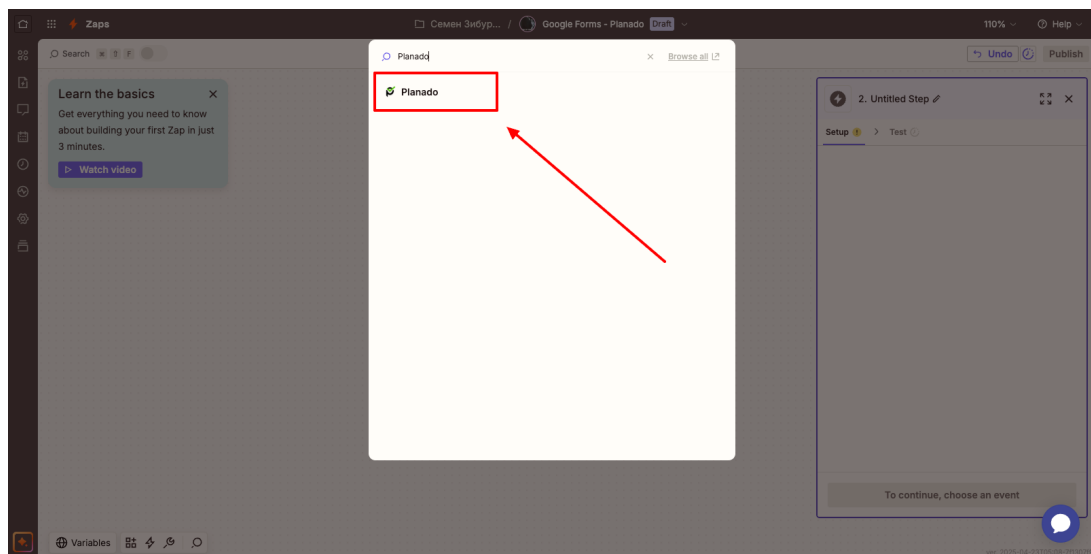 Zaps
Семен Зибур... / Google Forms - Planado Draft
110%
Help
Search
Undo
Publish
Planado
Browse all
Planado
Learn the basics
Get everything you need to know
about building your first Zap in just
3 minutes.
Watch video
2. Untitled Step
Setup
Test
To continue, choose an event
Variables